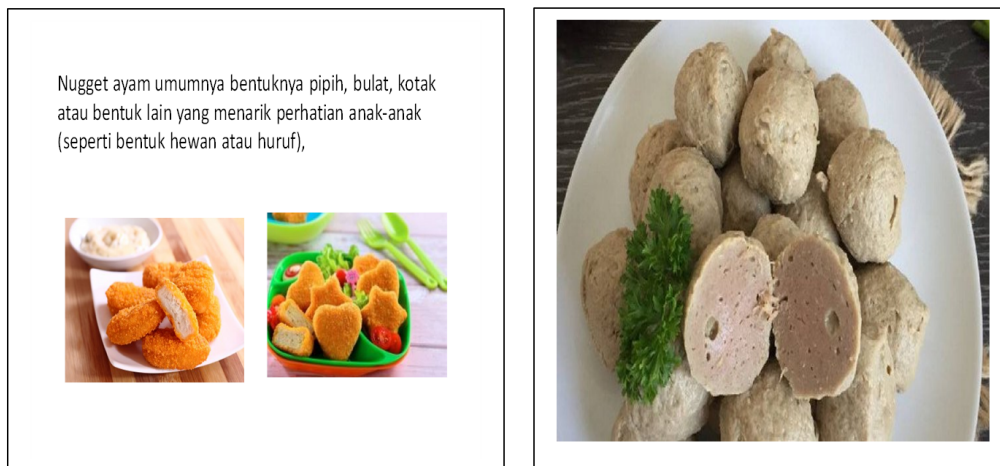 Nugget ayam umumnya bentuknya pipih, bulat, kotak
atau bentuk lain yang menarik perhatian anak-anak
(seperti bentuk hewan atau huruf),